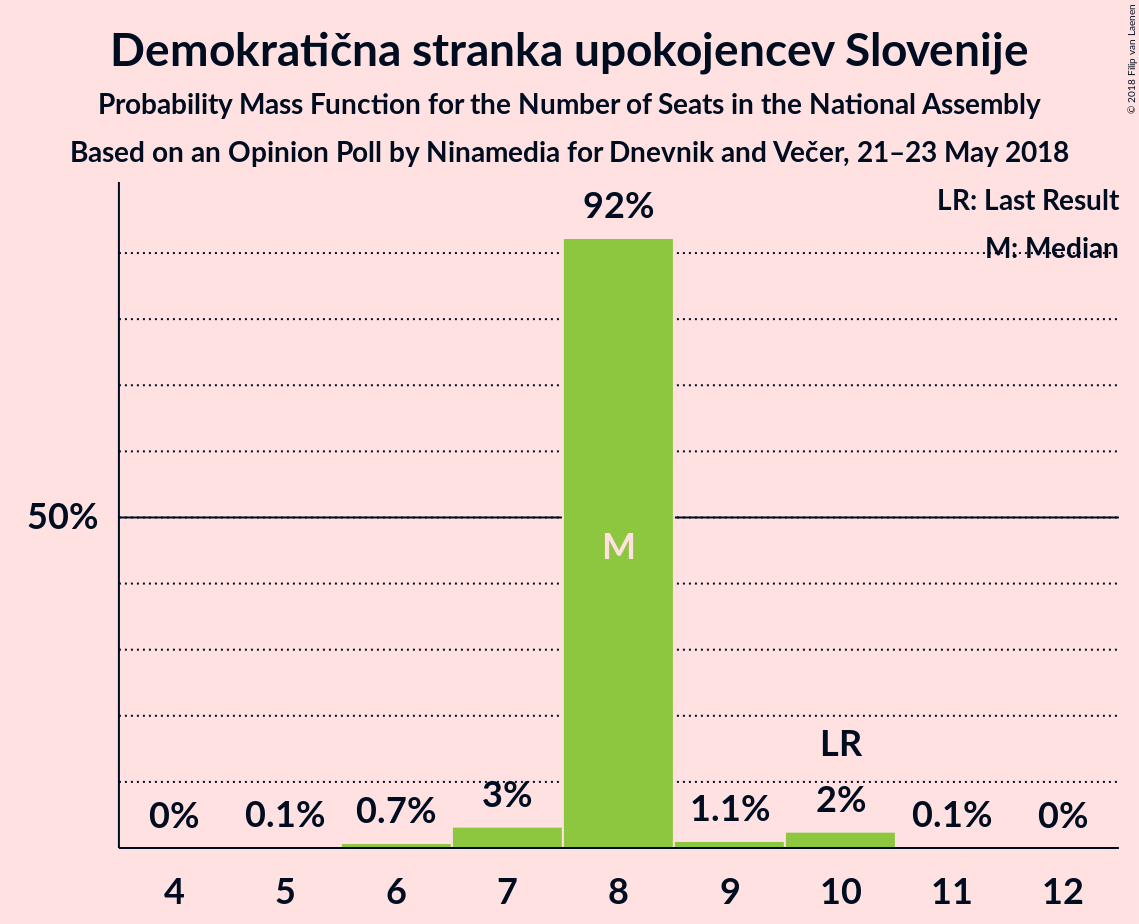 Demokratična stranka upokojencev Slovenije
Probability Mass Function for the Number of Seats in the National Assembly
Based on an Opinion Poll by Ninamedia for Dnevnik and Večer, 21–23 May 2018
© 2018 Filip van Laenen
LR: Last Result
M: Median
92%
50%
M
LR
0% 0.1% 0.7% 3% 1.1% 2% 0.1% 0%
4 5 6 7 8 9 10 11 12